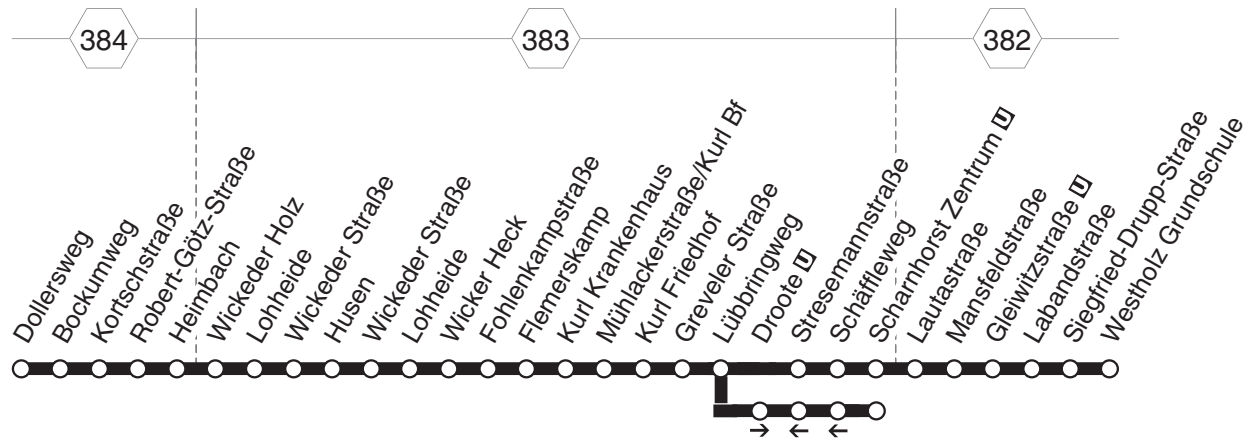 384
383
382
Dollersweg
Bockumweg
Kortschstraße
Robert-Götz-Straße
Heimbach
Wickeder Holz
Loheide
Wickeder Straße
Husen
Wickeder Straße
Loheide
Wicker Heck
Fohlenkampstraße
Flemerskamp
Kurl Krankenhaus
Mühlackerstraße/Kurl Bf
Kurl Friedhof
Greveler Straße
Lübbringweg
Droote U
Stresemannstraße
Schäffleweg
Scharnhorst Zentrum U
Lautastraße
Mansfeldstraße
Gleiwitzstraße U
Labandstraße
Siegfried-Drupp-Straße
Westholz Grundschule